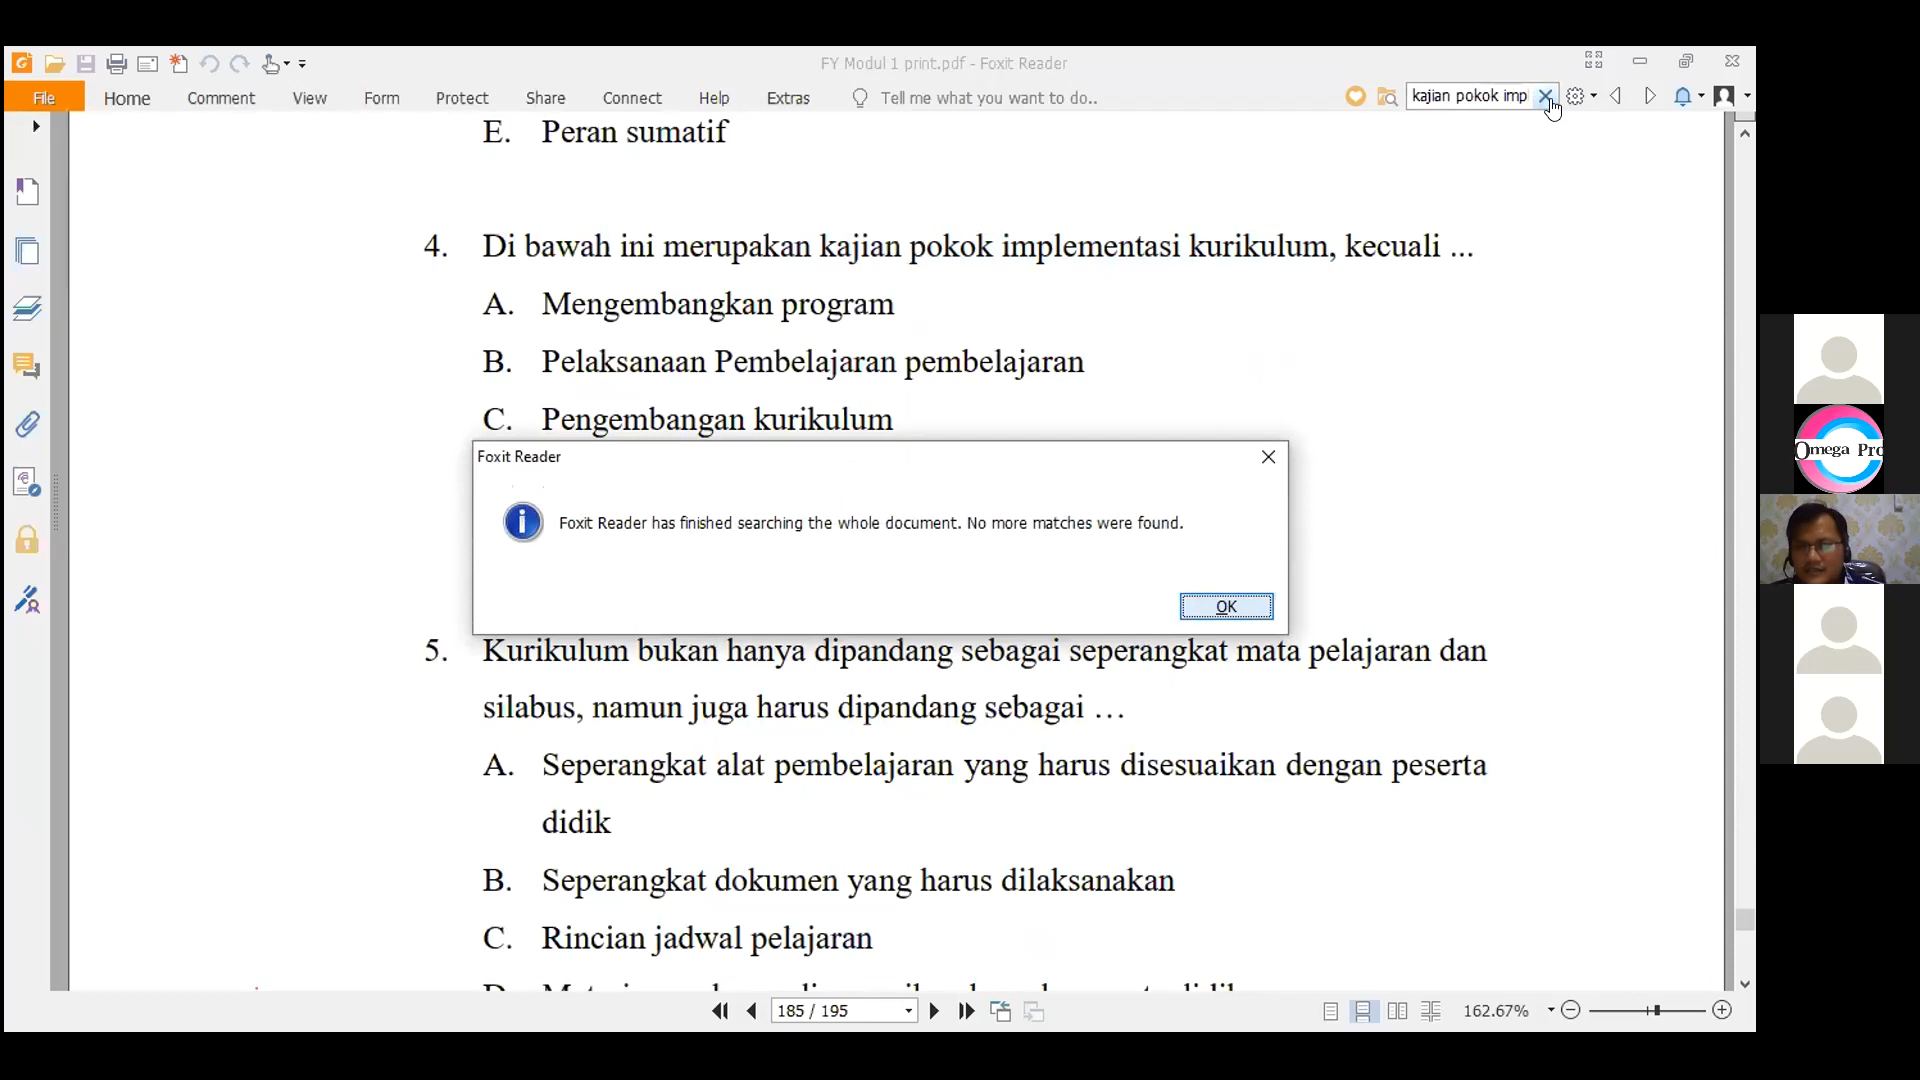 FY Modul 1 print.pdf - Foxit Reader
File Home Comment View Form Protect Share Connect Help Extras Tell me what you want to do.. kajian pokok imp
E. Peran sumatif
4. Di bawah ini merupakan kajian pokok implementasi kurikulum, kecuali ...
A. Mengembangkan program
B. Pelaksanaan Pembelajaran pembelajaran
C. Pengembangan kurikulum
Foxit Reader
Foxit Reader has finished searching the whole document. No more matches were found.
OK
5. Kurikulum bukan hanya dipandang sebagai seperangkat mata pelajaran dan
silabus, namun juga harus dipandang sebagai …
A. Seperangkat alat pembelajaran yang harus disesuaikan dengan peserta
didik
B. Seperangkat dokumen yang harus dilaksanakan
C. Rincian jadwal pelajaran
185 / 195
162.67%
Omega Pro